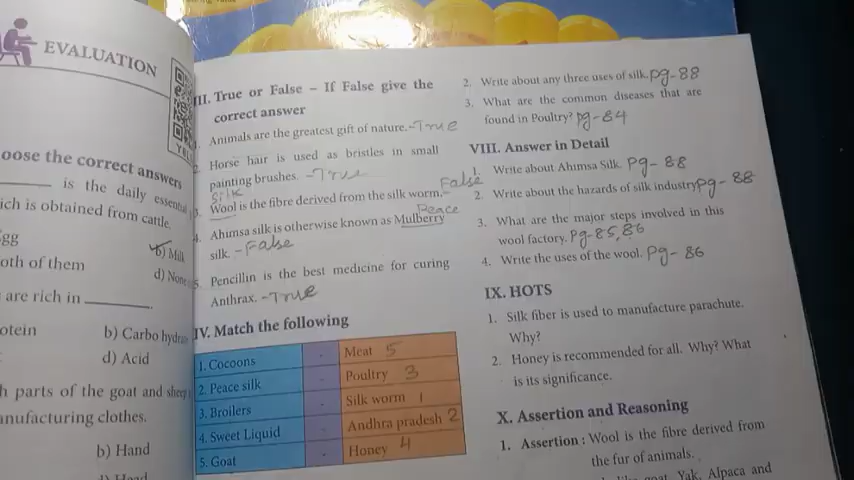 EVALUATION
oose the correct answers
is the daily essential
ich is obtained from cattle.
gg
b) Milk
oth of them
d) None
are rich in
otein
b) Carbo hydra
d) Acid
h parts of the goat and sheep
anufacturing clothes.
b) Hand
III. True or False – If False give the
correct answer
1. Animals are the greatest gift of nature.-True
2. Horse hair is used as bristles in small
painting brushes. -True
Silk
3. Wool is the fibre derived from the silk worm.- False
Peace
4. Ahimsa silk is otherwise known as Mulberry
silk. -False
5. Pencillin is the best medicine for curing
Anthrax. -True
IV. Match the following
1. Cocoons - Meat 5
2. Peace silk - Poultry 3
3. Broilers - Silk worm 1
4. Sweet Liquid - Andhra pradesh 2
5. Goat - Honey 4
2. Write about any three uses of silk. pg-88
3. What are the common diseases that are
found in Poultry? pg-84
VIII. Answer in Detail
1. Write about Ahimsa Silk. Pg-88
2. Write about the hazards of silk industry pg-88
3. What are the major steps involved in this
wool factory. Pg-85,86
4. Write the uses of the wool. Pg-86
IX. HOTS
1. Silk fiber is used to manufacture parachute.
Why?
2. Honey is recommended for all. Why? What
is its significance.
X. Assertion and Reasoning
1. Assertion : Wool is the fibre derived from
the fur of animals.
goat, Yak, Alpaca and